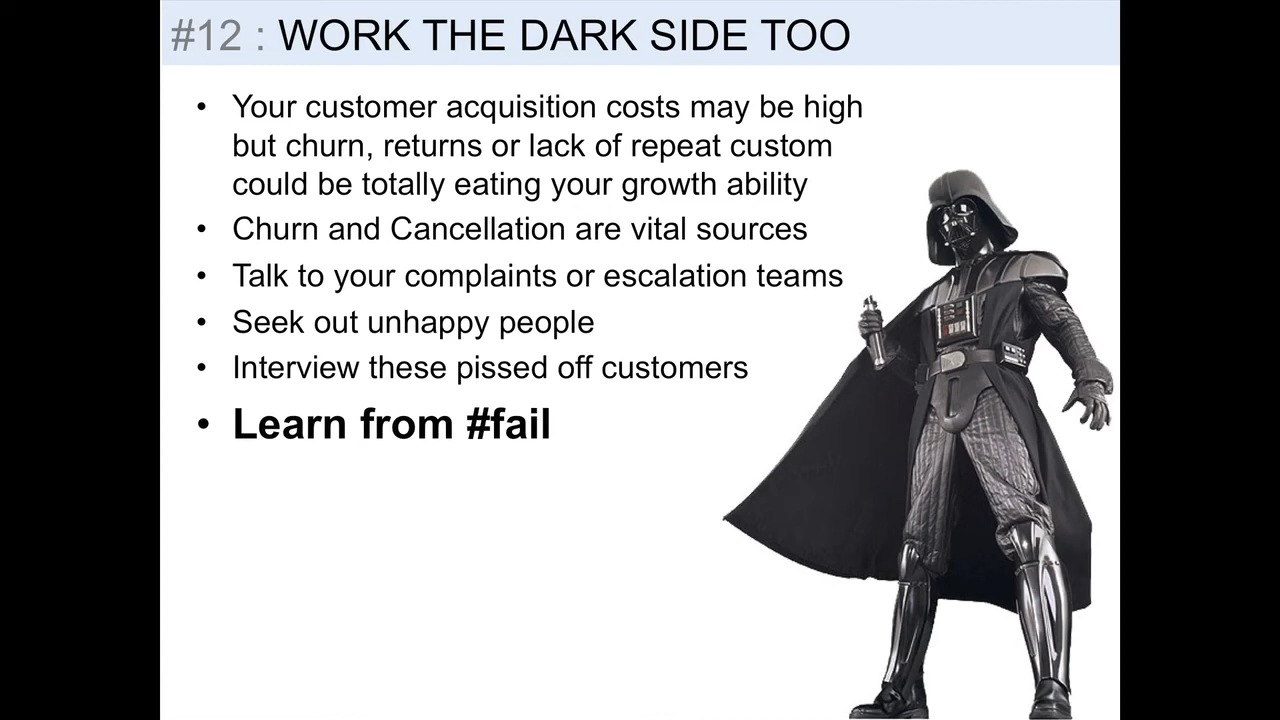 #12 : WORK THE DARK SIDE TOO
• Your customer acquisition costs may be high
but churn, returns or lack of repeat custom
could be totally eating your growth ability
• Churn and Cancellation are vital sources
• Talk to your complaints or escalation teams
• Seek out unhappy people
• Interview these pissed off customers
• Learn from #fail